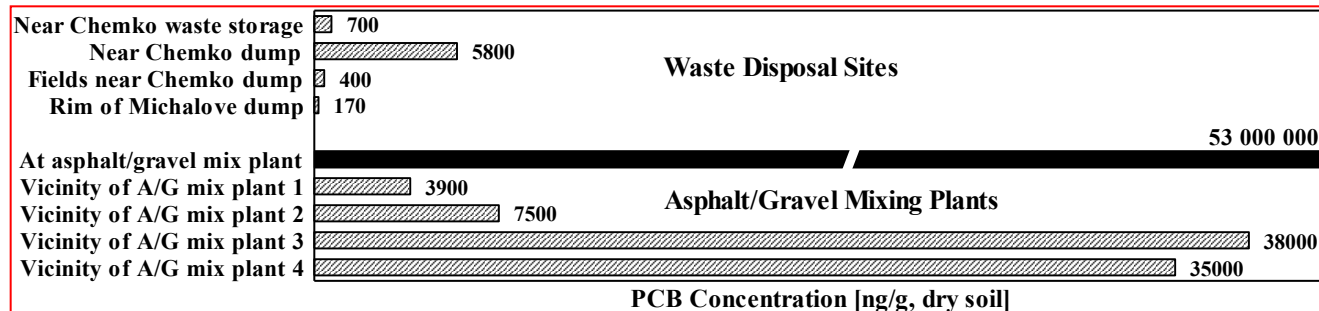 Near Chemko waste storage 700
Near Chemko dump 5800
Fields near Chemko dump 400
Waste Disposal Sites
Rim of Michalove dump 170
53 000 000
At asphalt/gravel mix plant
Vicinity of A/G mix plant 1 3900
Asphalt/Gravel Mixing Plants
Vicinity of A/G mix plant 2 7500
Vicinity of A/G mix plant 3 38000
Vicinity of A/G mix plant 4 35000
PCB Concentration [ng/g, dry soil]